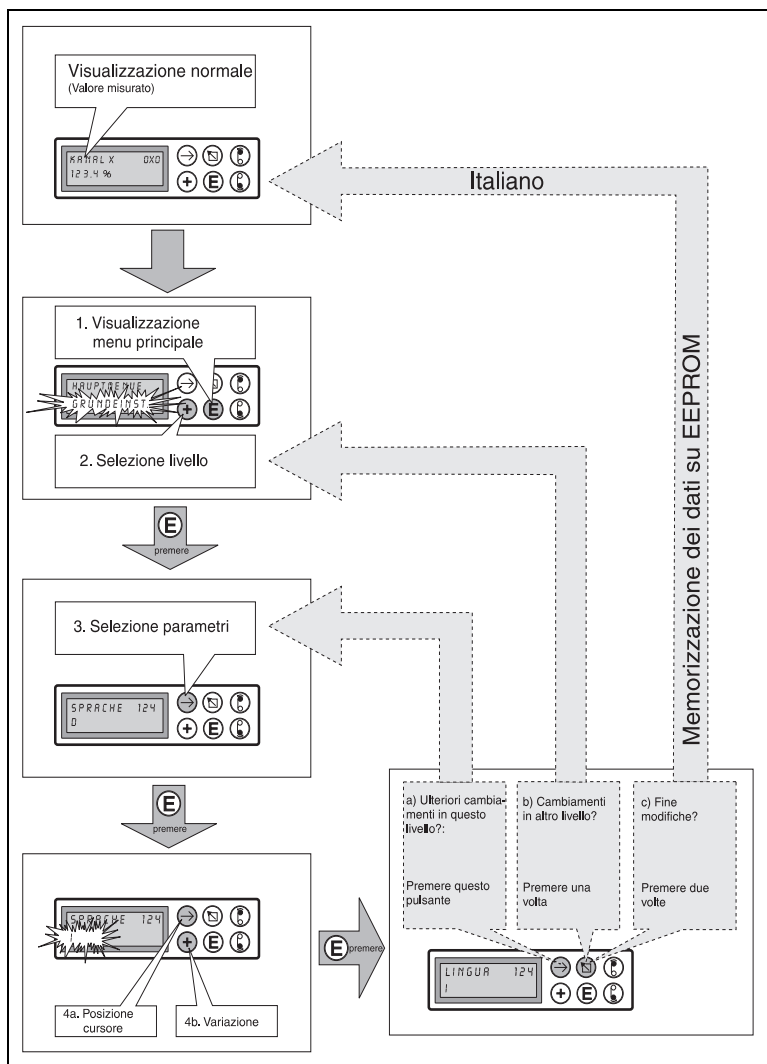 Visualizzazione normale
(Valore misurato)
KANAL X 0X0
123,4 %
+ E
Italiano
1. Visualizzazione
menu principale
HAUPTMENUE
GRUNDEINST.
+ E
2. Selezione livello
E
premere
3. Selezione parametri
SPRACHE 124
D
+ E
E
premere
SPRACHE 124
I
+ E
4a. Posizione
cursore
4b. Variazione
E premere
Memorizzazione dei dati su EEPROM
a) Ulteriori cambia-
menti in questo
livello?:
Premere questo
pulsante
b) Cambiamenti
in altro livello?
Premere una
volta
c) Fine
modifiche?
Premere due
volte
LINGUA 124
I
+ E